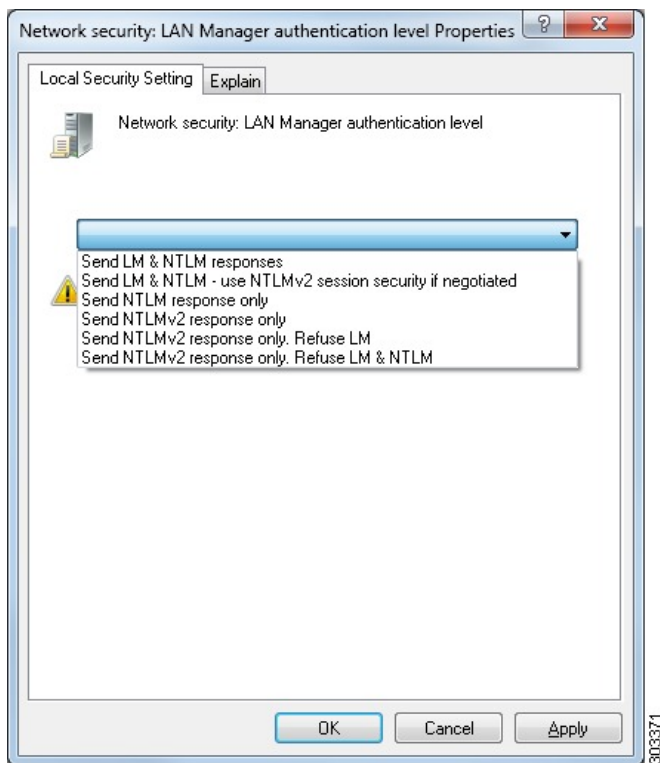 Network security: LAN Manager authentication level Properties
Local Security Setting
Explain
Network security: LAN Manager authentication level
Send LM & NTLM responses
Send LM & NTLM - use NTLMv2 session security if negotiated
Send NTLM response only
Send NTLMv2 response only
Send NTLMv2 response only. Refuse LM
Send NTLMv2 response only. Refuse LM & NTLM
OK
Cancel
Apply
303371